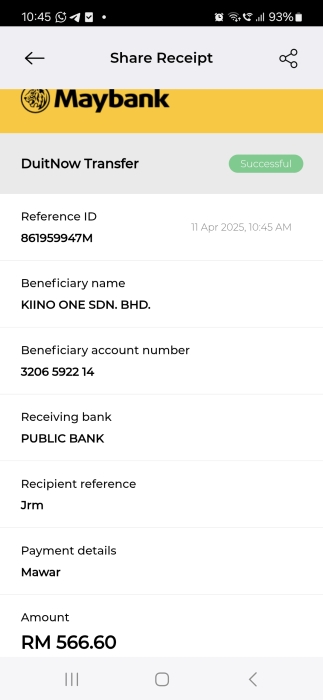 10:45 93%
Share Receipt
Maybank
DuitNow Transfer Successful
Reference ID
861959947M 11 Apr 2025, 10:45 AM
Beneficiary name
KIINO ONE SDN. BHD.
Beneficiary account number
3206 5922 14
Receiving bank
PUBLIC BANK
Recipient reference
Jrm
Payment details
Mawar
Amount
RM 566.60